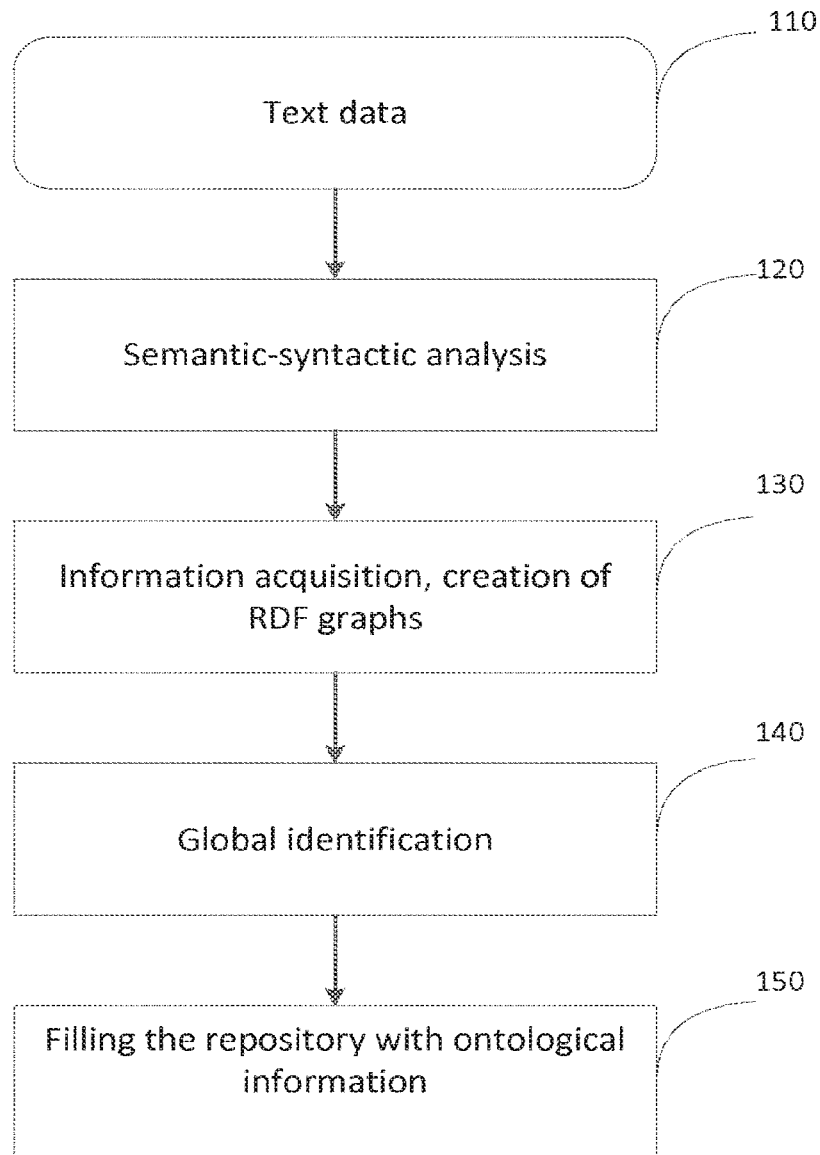 110
Text data
120
Semantic-syntactic analysis
130
Information acquisition, creation of
RDF graphs
140
Global identification
150
Filling the repository with ontological
information